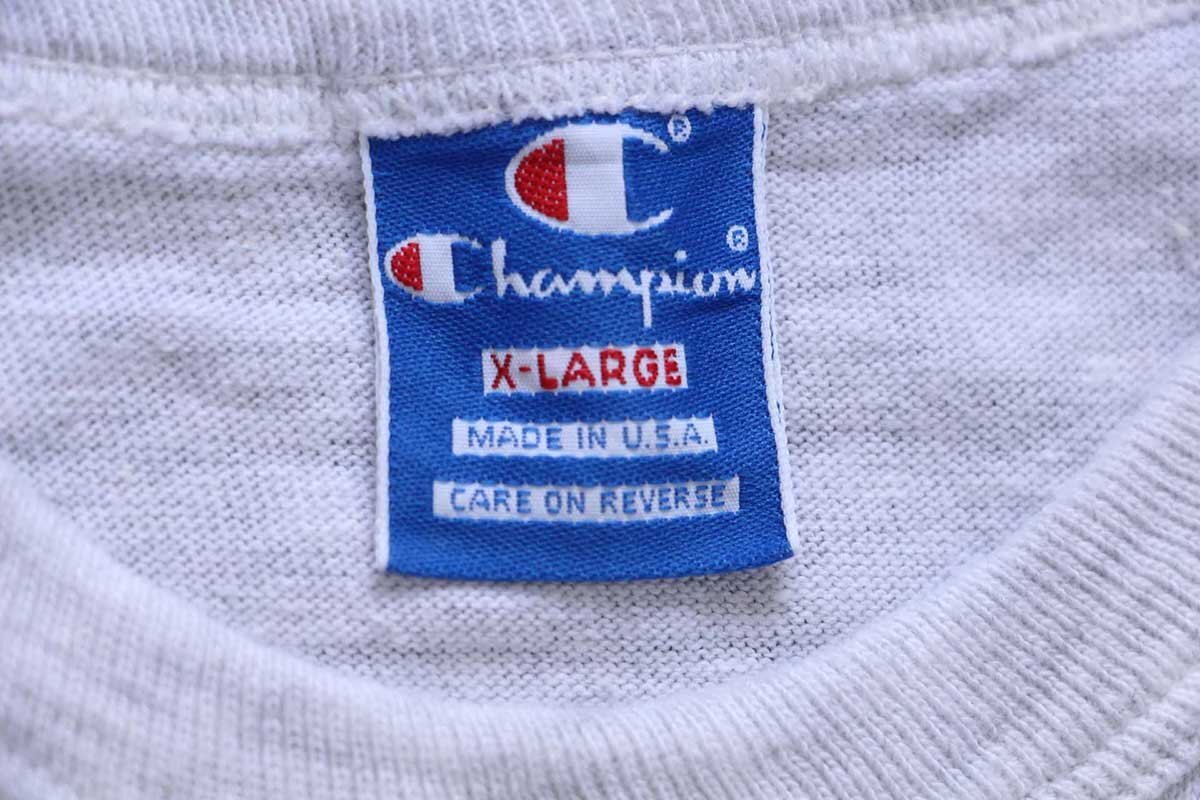 C®
Champion®
X-LARGE
MADE IN U.S.A.
CARE ON REVERSE